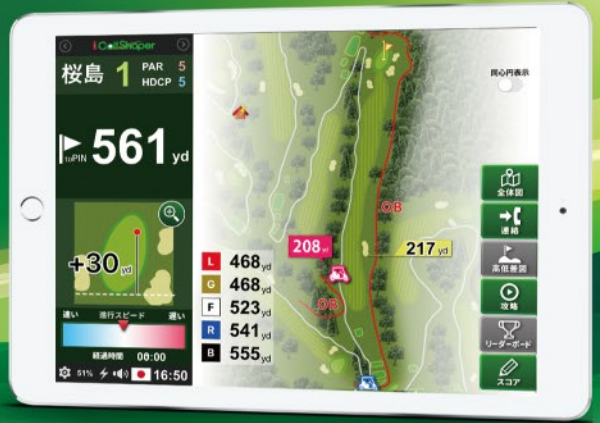 CartSnaper
桜島 1 PAR 5
HDCP 5
toPIN 561 yd
+30 yd
速い 進行スピード 遅い
経過時間 00:00
51% 16:50
同心円表示
OB
208 yd
217 yd
OB
L 468 yd
G 468 yd
F 523 yd
R 541 yd
B 555 yd
全体図
連絡
高低差図
攻略
リーダーボード
スコア